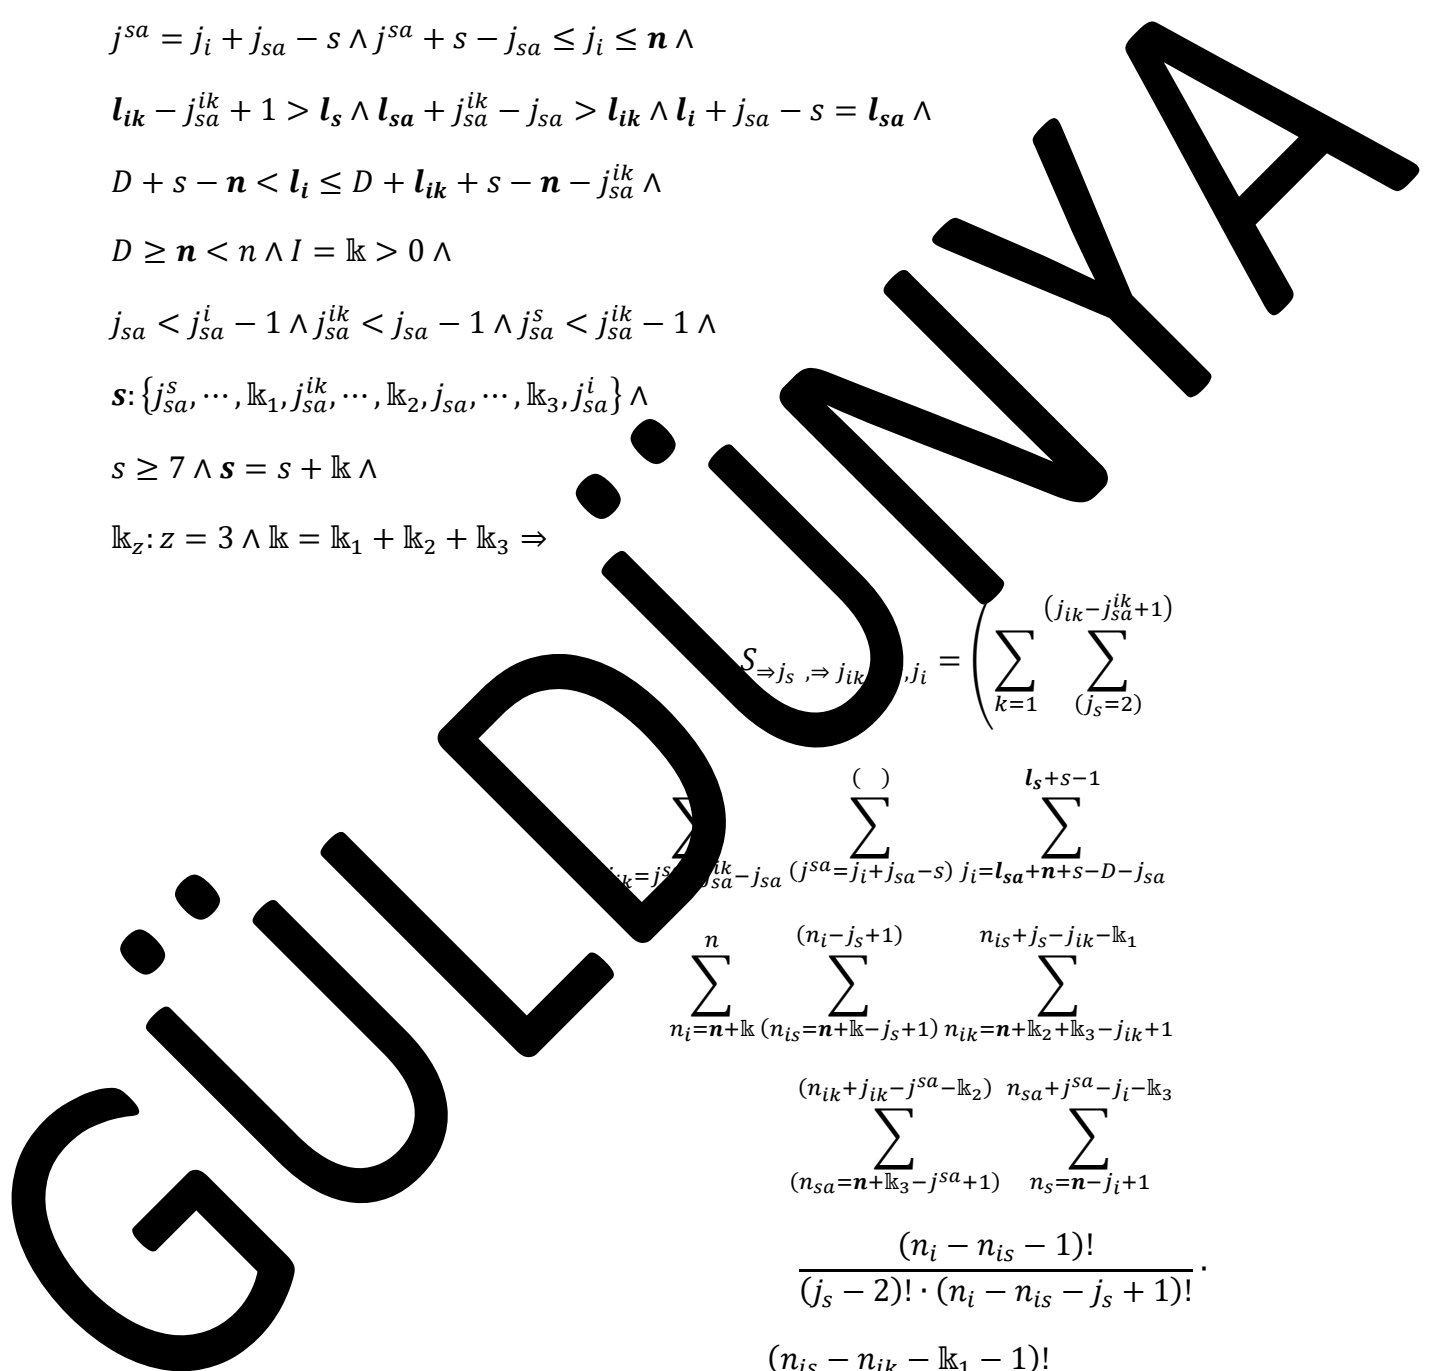 j^{sa} = j_i + j_{sa} − s ∧ j^{sa} + s − j_{sa} ≤ j_i ≤ 𝒏 ∧
𝒍_{𝒊𝒌} − j_{sa}^{ik} + 1 > 𝒍_𝒔 ∧ 𝒍_{𝒔𝒂} + j_{sa}^{ik} − j_{sa} > 𝒍_{𝒊𝒌} ∧ 𝒍_𝒊 + j_{sa} − s = 𝒍_{𝒔𝒂} ∧
D + s − 𝒏 < 𝒍_𝒊 ≤ D + 𝒍_{𝒊𝒌} + s − 𝒏 − j_{sa}^{ik} ∧
D ≥ 𝒏 < n ∧ I = 𝕜 > 0 ∧
j_{sa} < j_{sa}^{i} − 1 ∧ j_{sa}^{ik} < j_{sa} − 1 ∧ j_{sa}^{s} < j_{sa}^{ik} − 1 ∧
𝒔: {j_{sa}^{s}, ⋯, 𝕜_1, j_{sa}^{ik}, ⋯, 𝕜_2, j_{sa}, ⋯, 𝕜_3, j_{sa}^{i}} ∧
s ≥ 7 ∧ 𝒔 = s + 𝕜 ∧
𝕜_z: z = 3 ∧ 𝕜 = 𝕜_1 + 𝕜_2 + 𝕜_3 ⇒
S_{⇒j_s ,⇒ j_{ik} ,j_i} = ( ∑_{k=1} ∑_{(j_s=2)}^{(j_{ik}−j_{sa}^{ik}+1)}
∑_{j_{ik}=j^{sa}+j_{sa}^{ik}−j_{sa}} ∑_{(j^{sa}=j_i+j_{sa}−s)}^{( )} ∑_{j_i=𝒍_{𝒔𝒂}+𝒏+s−D−j_{sa}}^{𝒍_𝒔+s−1}
∑_{n_i=𝒏+𝕜}^{n} ∑_{(n_{is}=𝒏+𝕜−j_s+1)}^{(n_i−j_s+1)} ∑_{n_{ik}=𝒏+𝕜_2+𝕜_3−j_{ik}+1}^{n_{is}+j_s−j_{ik}−𝕜_1}
∑_{(n_{sa}=𝒏+𝕜_3−j^{sa}+1)}^{(n_{ik}+j_{ik}−j^{sa}−𝕜_2)} ∑_{n_s=𝒏−j_i+1}^{n_{sa}+j^{sa}−j_i−𝕜_3}
(n_i − n_{is} − 1)!
(j_s − 2)! · (n_i − n_{is} − j_s + 1)! ·
(n_{is} − n_{ik} − 𝕜_1 − 1)!
GÜLDÜNYA